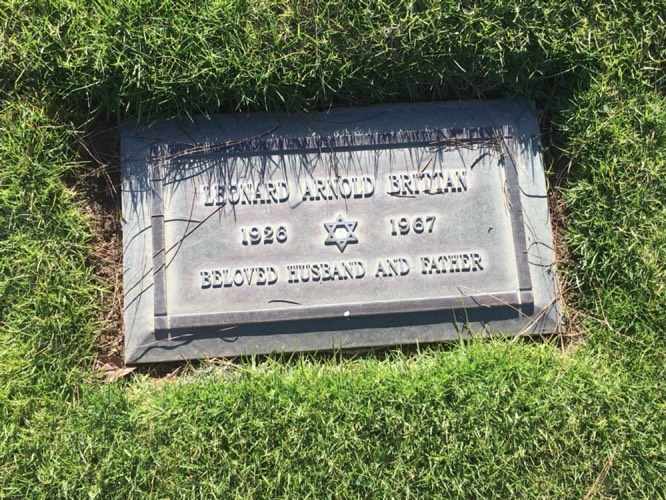 LEONARD ARNOLD BRITTAN
1926 1967
BELOVED HUSBAND AND FATHER